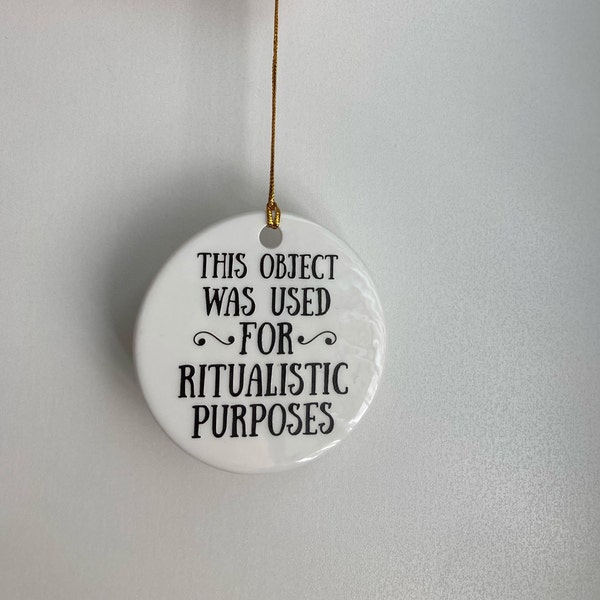 THIS OBJECT
WAS USED
FOR
RITUALISTIC
PURPOSES